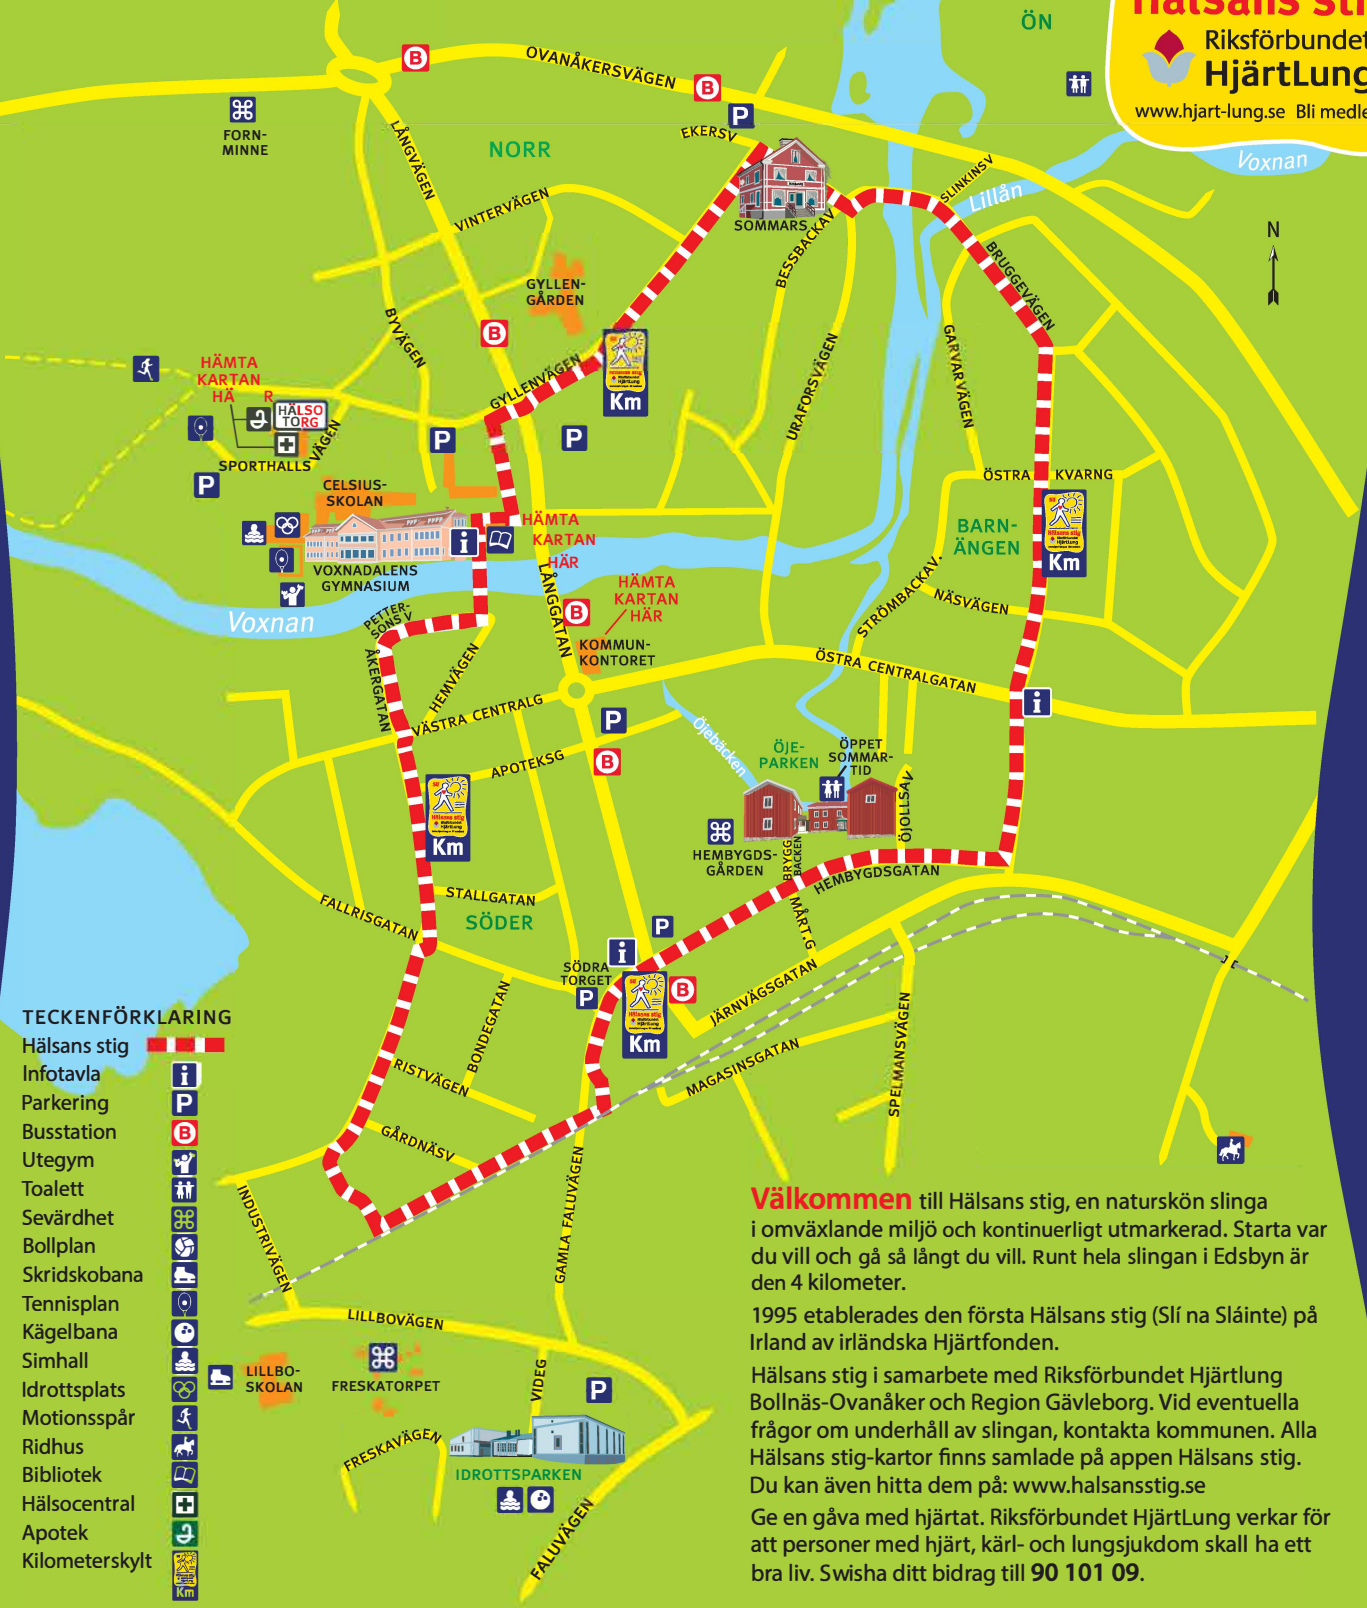 Hälsans sti
Riksförbundet
HjärtLung
www.hjart-lung.se Bli medle
ÖN
B
OVANÅKERSVÄGEN
B
P
EKERSV
FORN-
MINNE
LÅNGVÄGEN
NORR
VINTERVÄGEN
SOMMARS
BESSBACKAV
SLINKINSV
Lillån
Voxnan
N
BRUGGEVÄGEN
GYLLEN-
GÅRDEN
B
BYVÄGEN
GYLLENVÄGEN
Km
URAFORSVÄGEN
GARVARVÄGEN
HÄMTA
KARTAN
HÄ R
HÄLSO
TORG
SPORTHALLS
VÄGEN
P
P
P
CELSIUS-
SKOLAN
VOXNADALENS
GYMNASIUM
i
HÄMTA
KARTAN
HÄR
LÅNGGATAN
B
HÄMTA
KARTAN
HÄR
KOMMUN-
KONTORET
ÖSTRA KVARNG
BARN-
ÄNGEN
Km
STRÖMBACKAV.
NÄSVÄGEN
Voxnan
PETTER-
SONS V
ÅKERGATAN
HEMVÄGEN
VÄSTRA CENTRALG
ÖSTRA CENTRALGATAN
i
P
APOTEKSG
B
Öjebäcken
ÖJE-
PARKEN
ÖPPET
SOMMAR-
TID
ÖJOLLSAV
Km
HEMBYGDS-
GÅRDEN
BRYGG
BACKEN
HEMBYGDSGATAN
MÅRT.G
STALLGATAN
FALLRISGATAN
SÖDER
P
i
SÖDRA
TORGET
P
B
Km
JÄRNVÄGSGATAN
BONDEGATAN
RISTVÄGEN
MAGASINSGATAN
SPELMANSVÄGEN
GÅRDNÄSV
INDUSTRIVÄGEN
GAMLA FALUVÄGEN
LILLBOVÄGEN
LILLBO-
SKOLAN
FRESKATORPET
VIDEG
P
FRESKAVÄGEN
IDROTTSPARKEN
FALUVÄGEN
TECKENFÖRKLARING
Hälsans stig
Infotavla i
Parkering P
Busstation B
Utegym
Toalett
Sevärdhet
Bollplan
Skridskobana
Tennisplan
Kägelbana
Simhall
Idrottsplats
Motionsspår
Ridhus
Bibliotek
Hälsocentral
Apotek
Kilometerskylt
Km
Välkommen till Hälsans stig, en naturskön slinga
i omväxlande miljö och kontinuerligt utmarkerad. Starta var
du vill och gå så långt du vill. Runt hela slingan i Edsbyn är
den 4 kilometer.
1995 etablerades den första Hälsans stig (Slí na Sláinte) på
Irland av irländska Hjärtfonden.
Hälsans stig i samarbete med Riksförbundet Hjärtlung
Bollnäs-Ovanåker och Region Gävleborg. Vid eventuella
frågor om underhåll av slingan, kontakta kommunen. Alla
Hälsans stig-kartor finns samlade på appen Hälsans stig.
Du kan även hitta dem på: www.halsansstig.se
Ge en gåva med hjärtat. Riksförbundet HjärtLung verkar för
att personer med hjärt, kärl- och lungsjukdom skall ha ett
bra liv. Swisha ditt bidrag till 90 101 09.